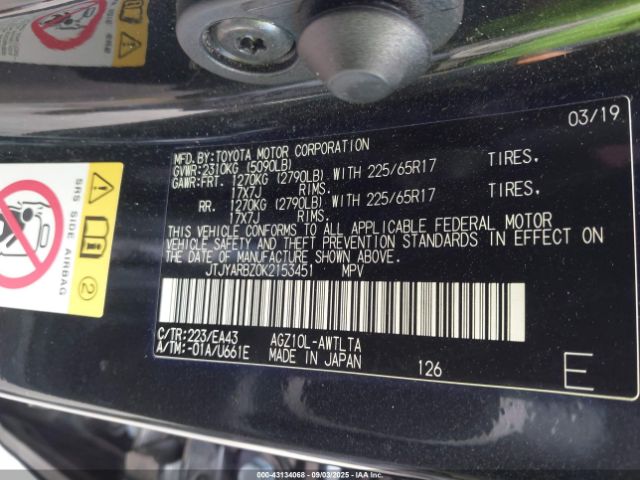 03/19
MFD.BY:TOYOTA MOTOR CORPORATION
GVWR:2310KG (5090LB)
GAWR:FRT. 1270KG (2790LB) WITH 225/65R17 TIRES,
17X7J RIMS.
RR. 1270KG (2790LB) WITH 225/65R17 TIRES,
17X7J RIMS.
THIS VEHICLE CONFORMS TO ALL APPLICABLE FEDERAL MOTOR
VEHICLE SAFETY AND THEFT PREVENTION STANDARDS IN EFFECT ON
THE DATE OF MANUFACTURE SHOWN ABOVE.
JTJYARBZ0K2153451 MPV
C/TR:223/EA43 AGZ10L-AWTLTA
A/TM:-01A/U661E MADE IN JAPAN 126 E
SRS SIDE AIRBAG
2
000-43134068 - 09/03/2025 - IAAI.COM